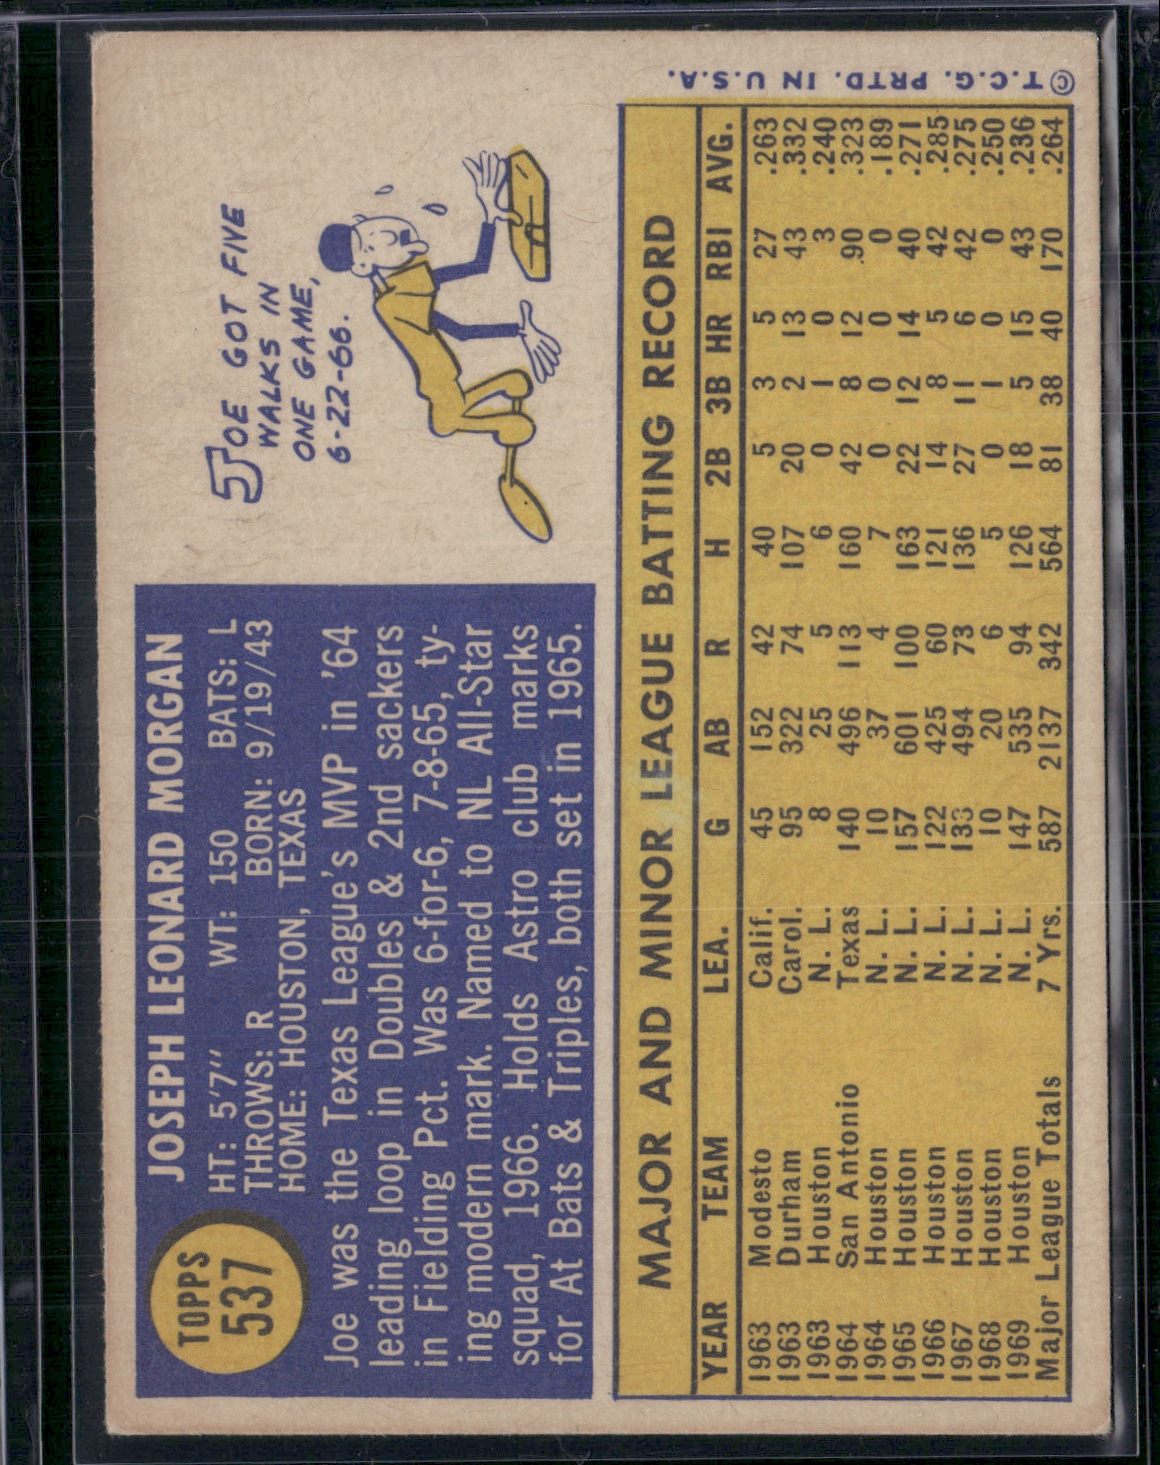 TOPPS
537
JOSEPH LEONARD MORGAN
HT: 5'7" WT: 150 BATS: L
THROWS: R BORN: 9/19/43
HOME: HOUSTON, TEXAS
Joe was the Texas League's MVP in '64
leading loop in Doubles & 2nd sackers
in Fielding Pct. Was 6-for-6, 7-8-65, ty-
ing modern mark. Named to NL All-Star
squad, 1966. Holds Astro club marks
for At Bats & Triples, both set in 1965.
JOE GOT FIVE
WALKS IN
ONE GAME,
6-22-66.
MAJOR AND MINOR LEAGUE BATTING RECORD
YEAR TEAM LEA. G AB R H 2B 3B HR RBI AVG.
1963 Modesto Calif. 45 152 42 40 5 3 5 27 .263
1963 Durham Carol. 95 322 74 107 20 2 13 43 .332
1963 Houston N. L. 8 25 5 6 0 1 0 3 .240
1964 San Antonio Texas 140 496 113 160 42 8 12 .90 .323
1964 Houston N. L. 10 37 4 7 0 0 0 0 .189
1965 Houston N. L. 157 601 100 163 22 12 14 40 .271
1966 Houston N. L. 122 425 60 121 14 8 5 42 .285
1967 Houston N. L. 133 494 73 136 27 11 6 42 .275
1968 Houston N. L. 10 20 6 5 0 1 0 0 .250
1969 Houston N. L. 147 535 94 126 18 5 15 43 .236
Major League Totals 7 Yrs. 587 2137 342 564 81 38 40 170 .264
© T.C.G. PRTD. IN U.S.A.